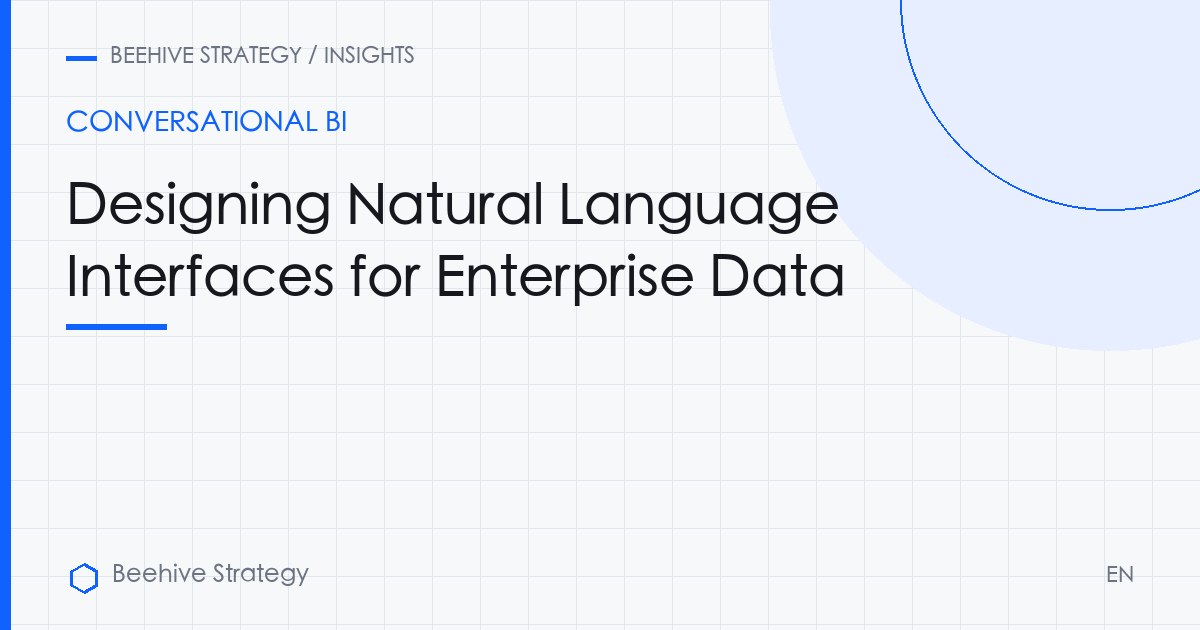 BEEHIVE STRATEGY / INSIGHTS
CONVERSATIONAL BI
Designing Natural Language
Interfaces for Enterprise Data
Beehive Strategy
EN